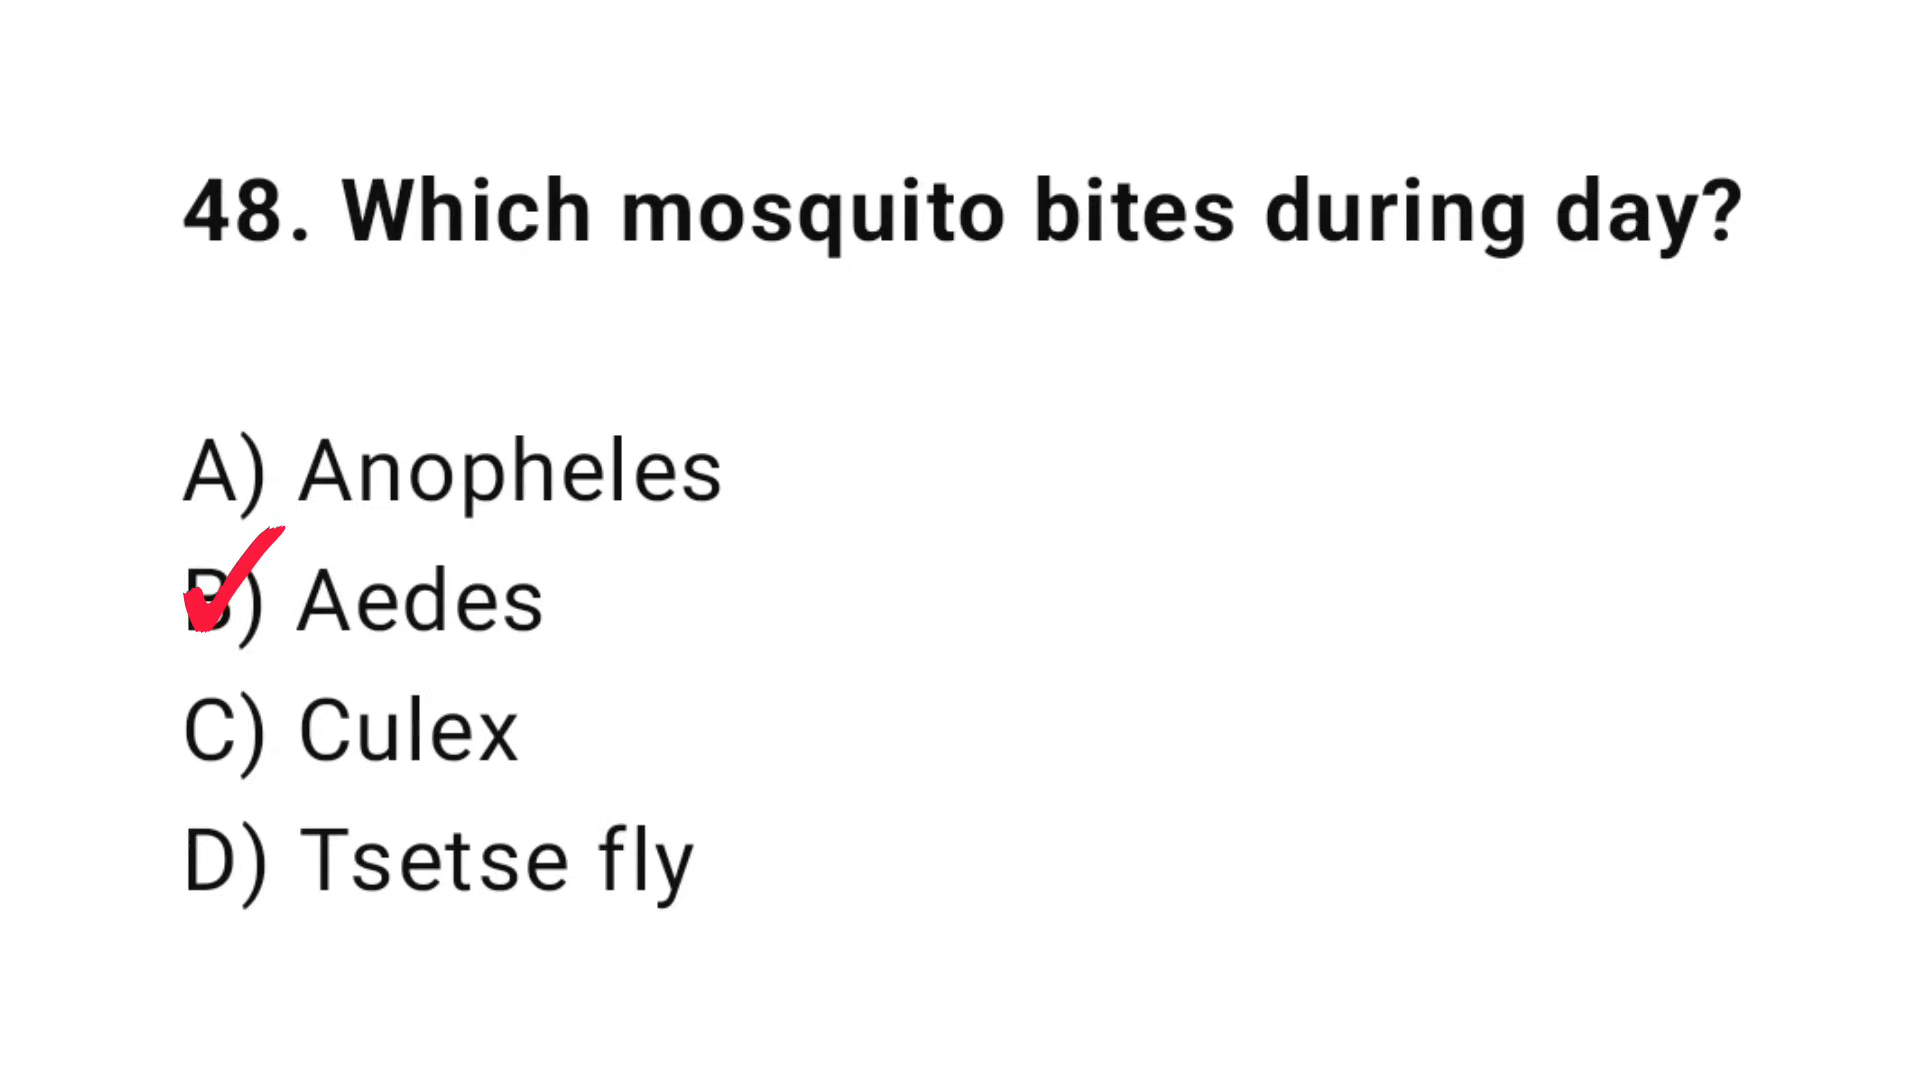 48. Which mosquito bites during day?
A) Anopheles
B) Aedes
C) Culex
D) Tsetse fly